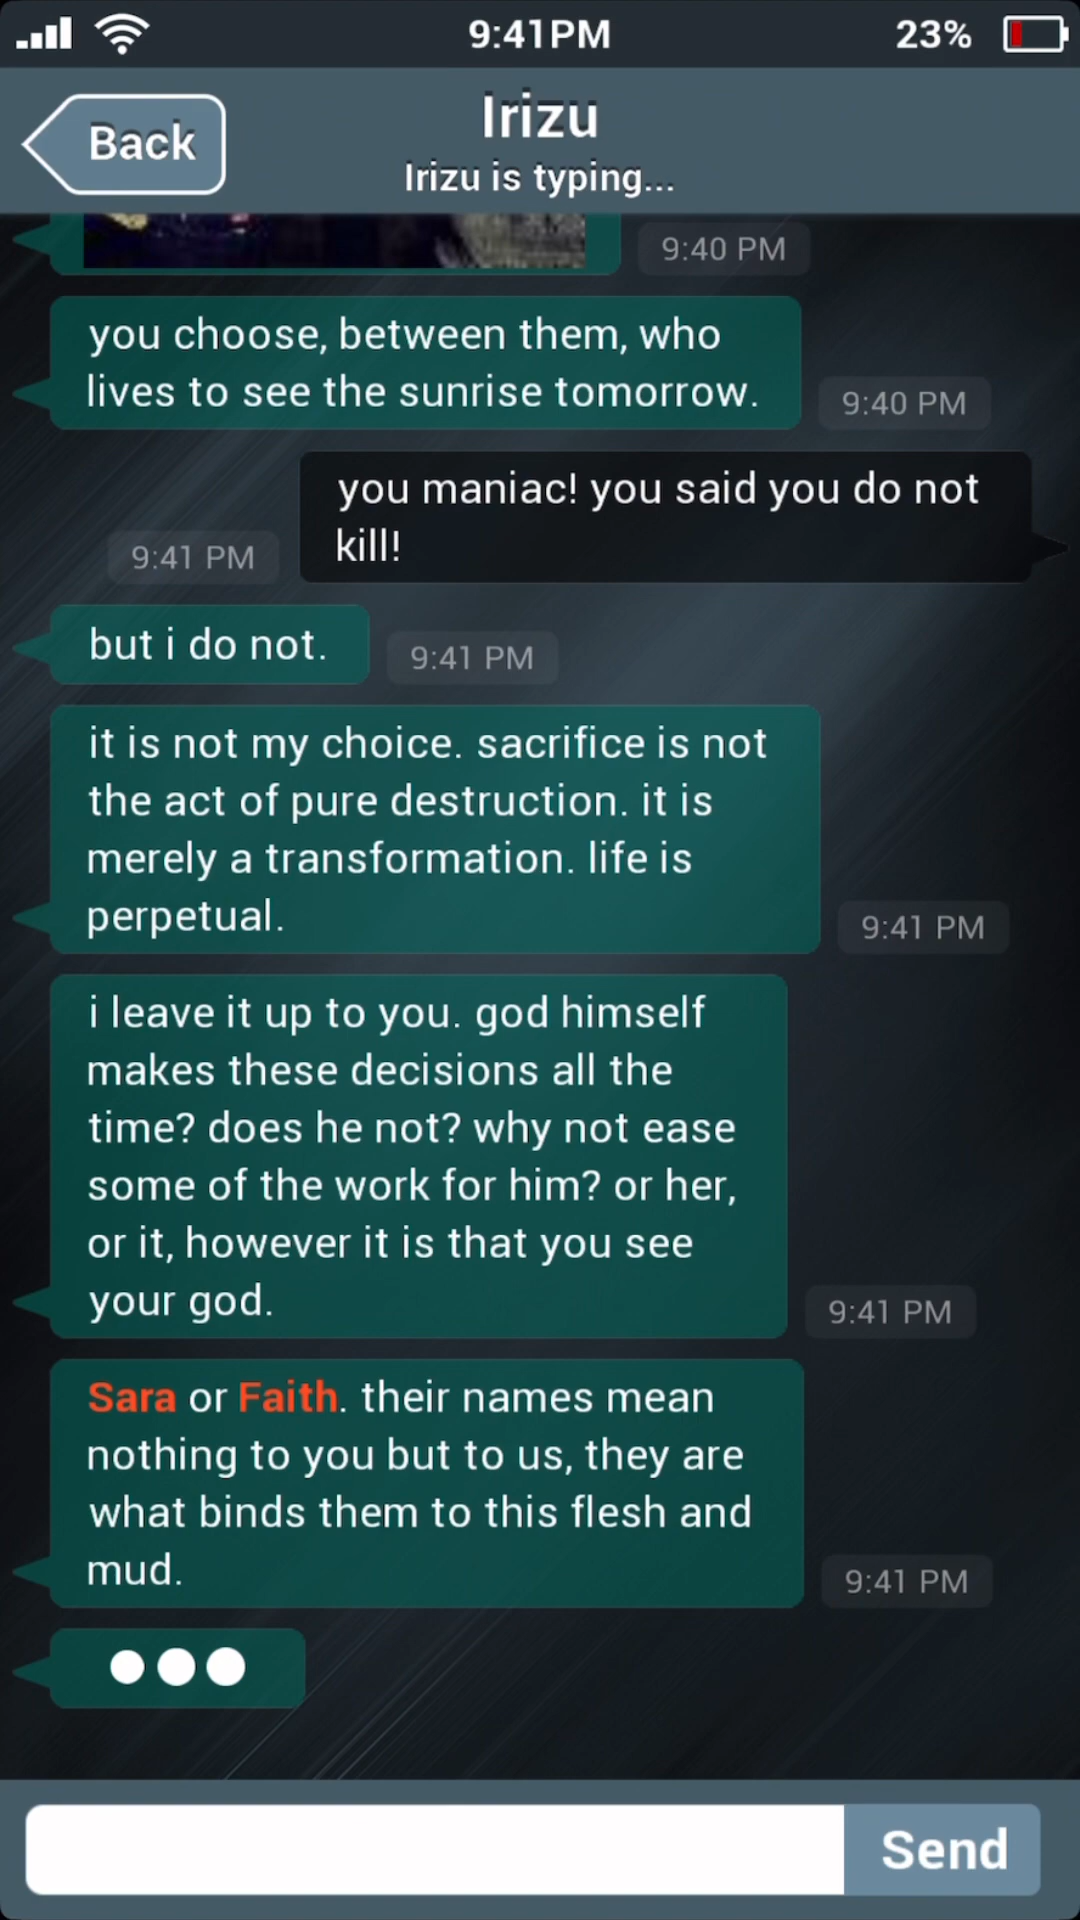 9:41PM 23%
Back
Irizu
Irizu is typing...
9:40 PM
you choose, between them, who
lives to see the sunrise tomorrow.
9:40 PM
you maniac! you said you do not
kill!
9:41 PM
but i do not.
9:41 PM
it is not my choice. sacrifice is not
the act of pure destruction. it is
merely a transformation. life is
perpetual.
9:41 PM
i leave it up to you. god himself
makes these decisions all the
time? does he not? why not ease
some of the work for him? or her,
or it, however it is that you see
your god.
9:41 PM
Sara or Faith. their names mean
nothing to you but to us, they are
what binds them to this flesh and
mud.
9:41 PM
Send